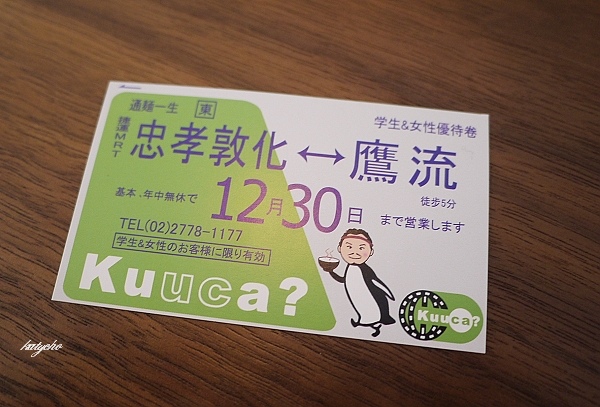 通麺一生 東
学生&女性優待巻
捷運MRT
忠孝敦化↔鷹流
徒歩5分
基本、年中無休で
12月30日 まで営業します
TEL(02)2778-1177
学生&女性のお客様に限り有効
Kuuca?
Kuuca?
katycho